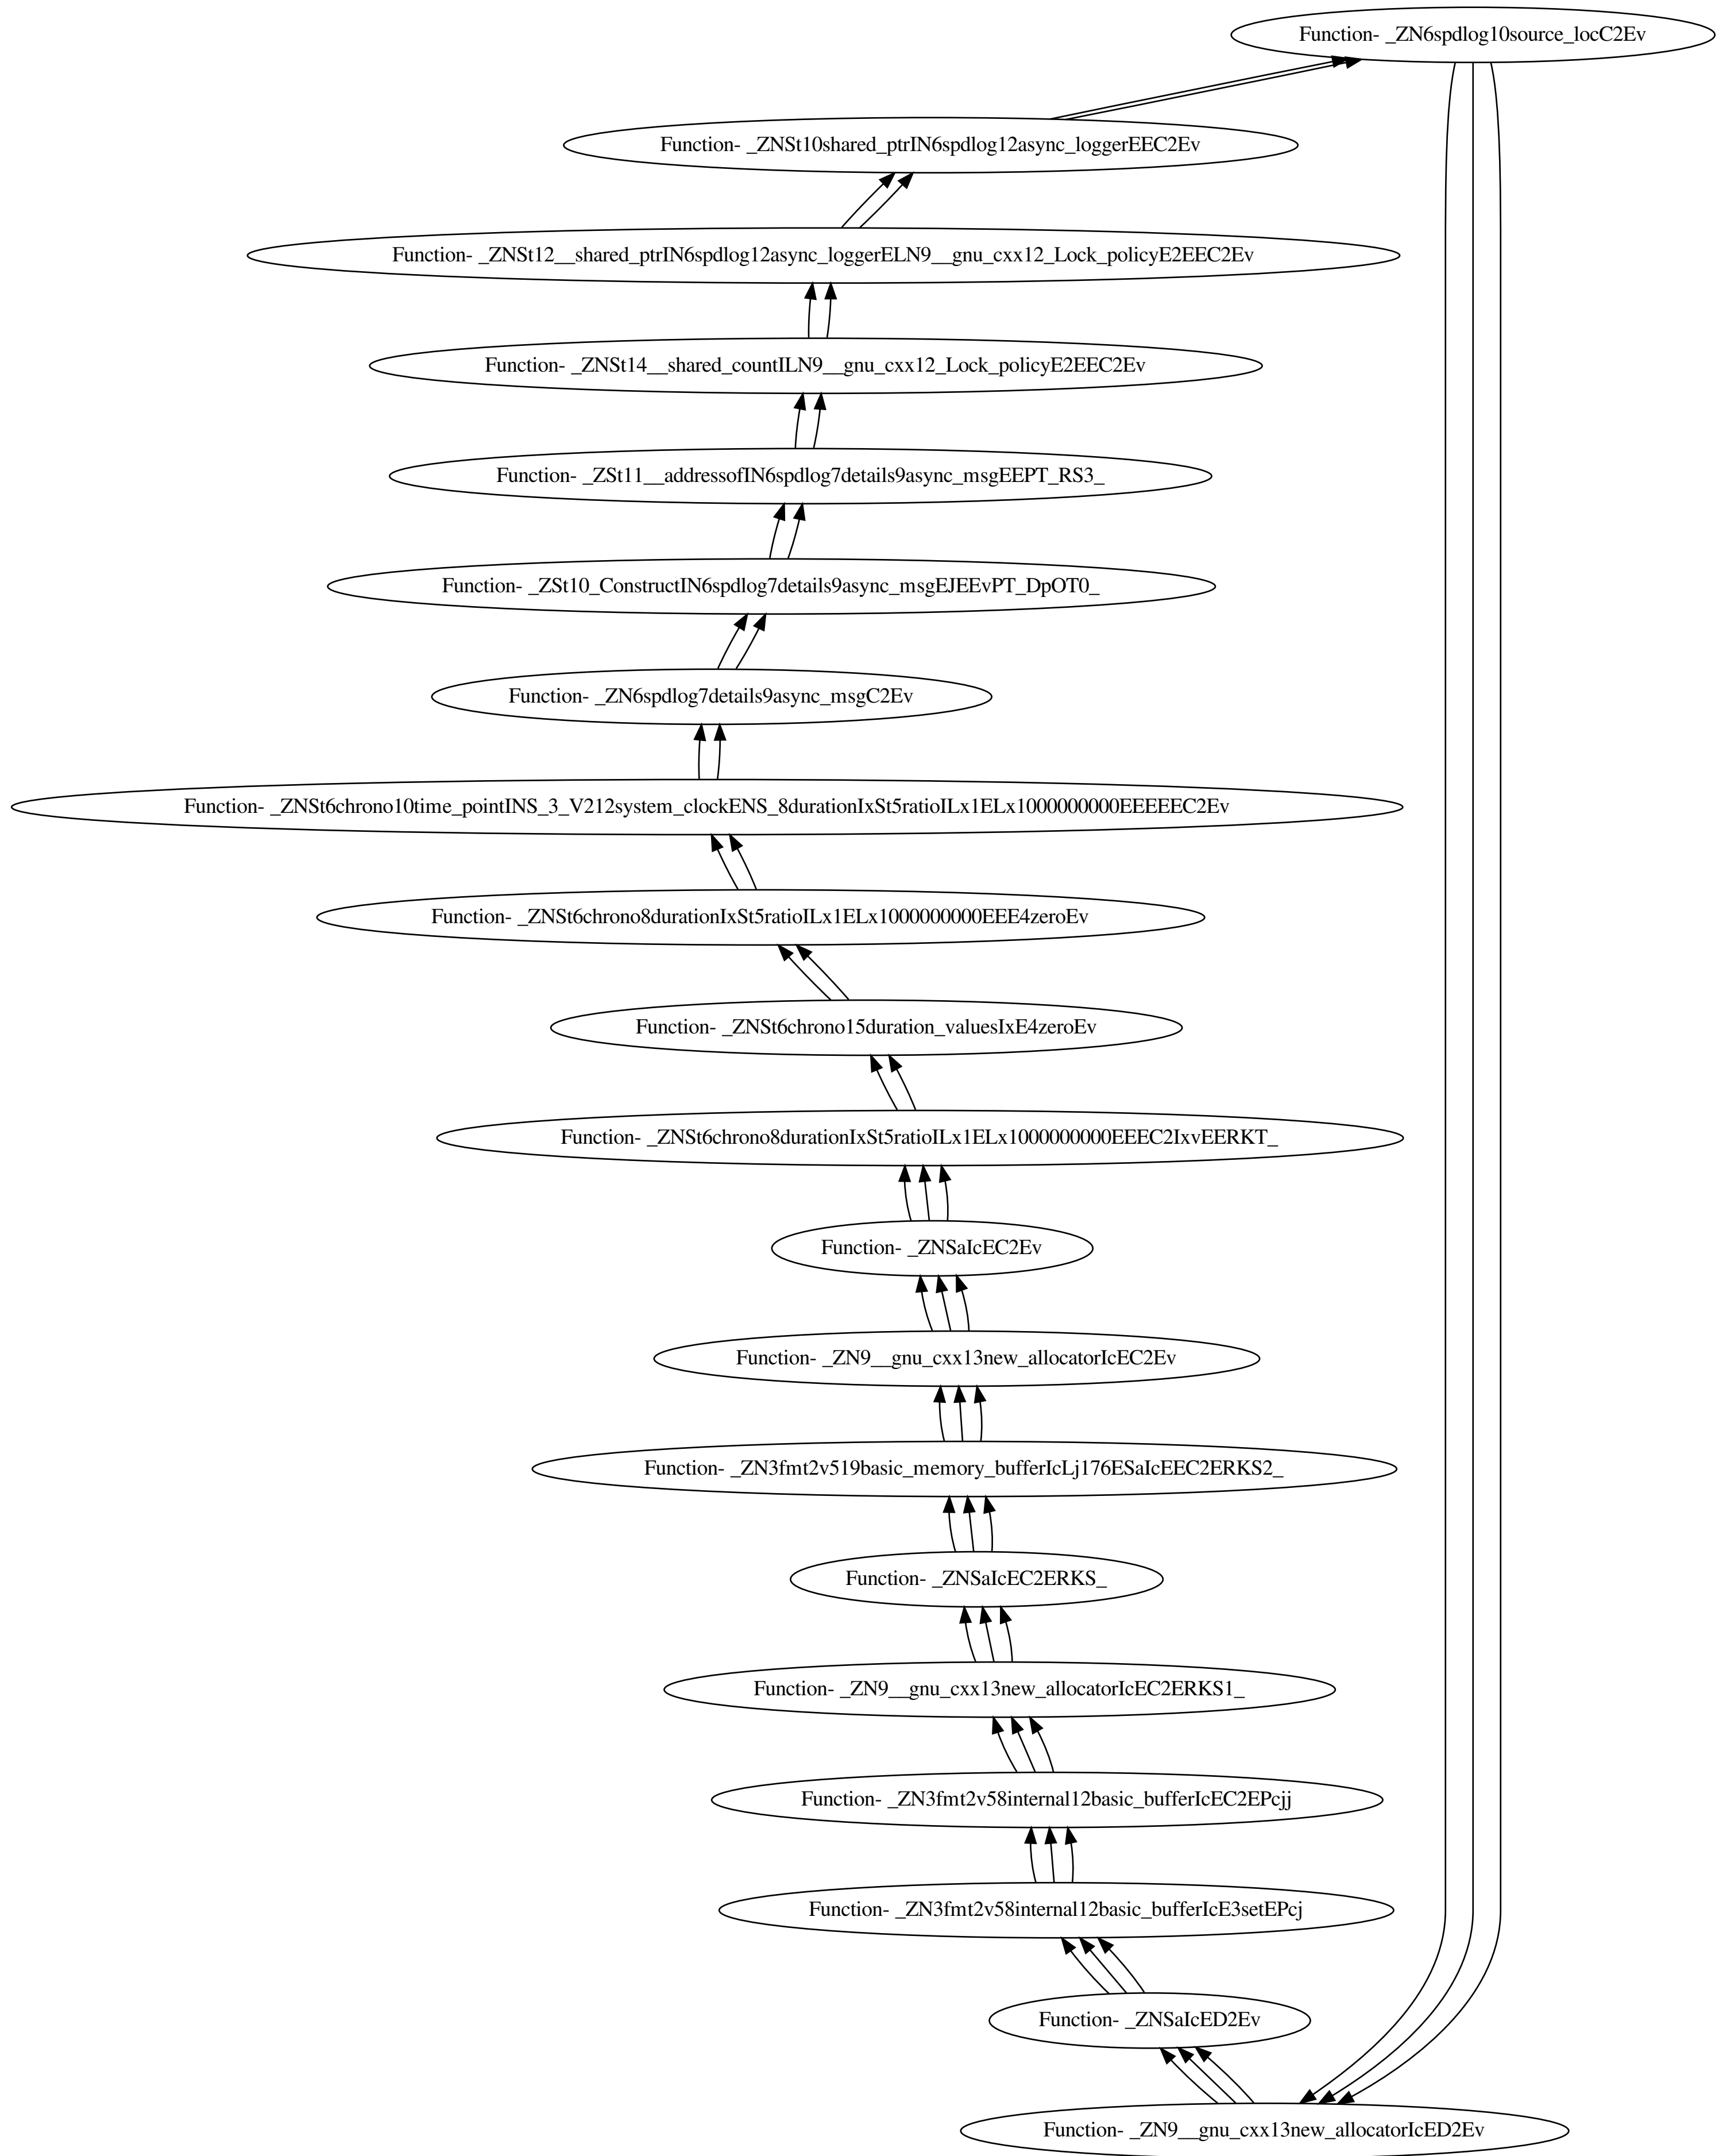 Function- _ZN6spdlog10source_locC2Ev
Function- _ZNSt10shared_ptrIN6spdlog12async_loggerEEC2Ev
Function- _ZNSt12__shared_ptrIN6spdlog12async_loggerELN9__gnu_cxx12_Lock_policyE2EEC2Ev
Function- _ZNSt14__shared_countILN9__gnu_cxx12_Lock_policyE2EEC2Ev
Function- _ZSt11__addressofIN6spdlog7details9async_msgEEPT_RS3_
Function- _ZSt10_ConstructIN6spdlog7details9async_msgEJEEvPT_DpOT0_
Function- _ZN6spdlog7details9async_msgC2Ev
Function- _ZNSt6chrono10time_pointINS_3_V212system_clockENS_8durationIxSt5ratioILx1ELx1000000000EEEEEC2Ev
Function- _ZNSt6chrono8durationIxSt5ratioILx1ELx1000000000EEE4zeroEv
Function- _ZNSt6chrono15duration_valuesIxE4zeroEv
Function- _ZNSt6chrono8durationIxSt5ratioILx1ELx1000000000EEEC2IxvEERKT_
Function- _ZNSaIcEC2Ev
Function- _ZN9__gnu_cxx13new_allocatorIcEC2Ev
Function- _ZN3fmt2v519basic_memory_bufferIcLj176ESaIcEEC2ERKS2_
Function- _ZNSaIcEC2ERKS_
Function- _ZN9__gnu_cxx13new_allocatorIcEC2ERKS1_
Function- _ZN3fmt2v58internal12basic_bufferIcEC2EPcjj
Function- _ZN3fmt2v58internal12basic_bufferIcE3setEPcj
Function- _ZNSaIcED2Ev
Function- _ZN9__gnu_cxx13new_allocatorIcED2Ev